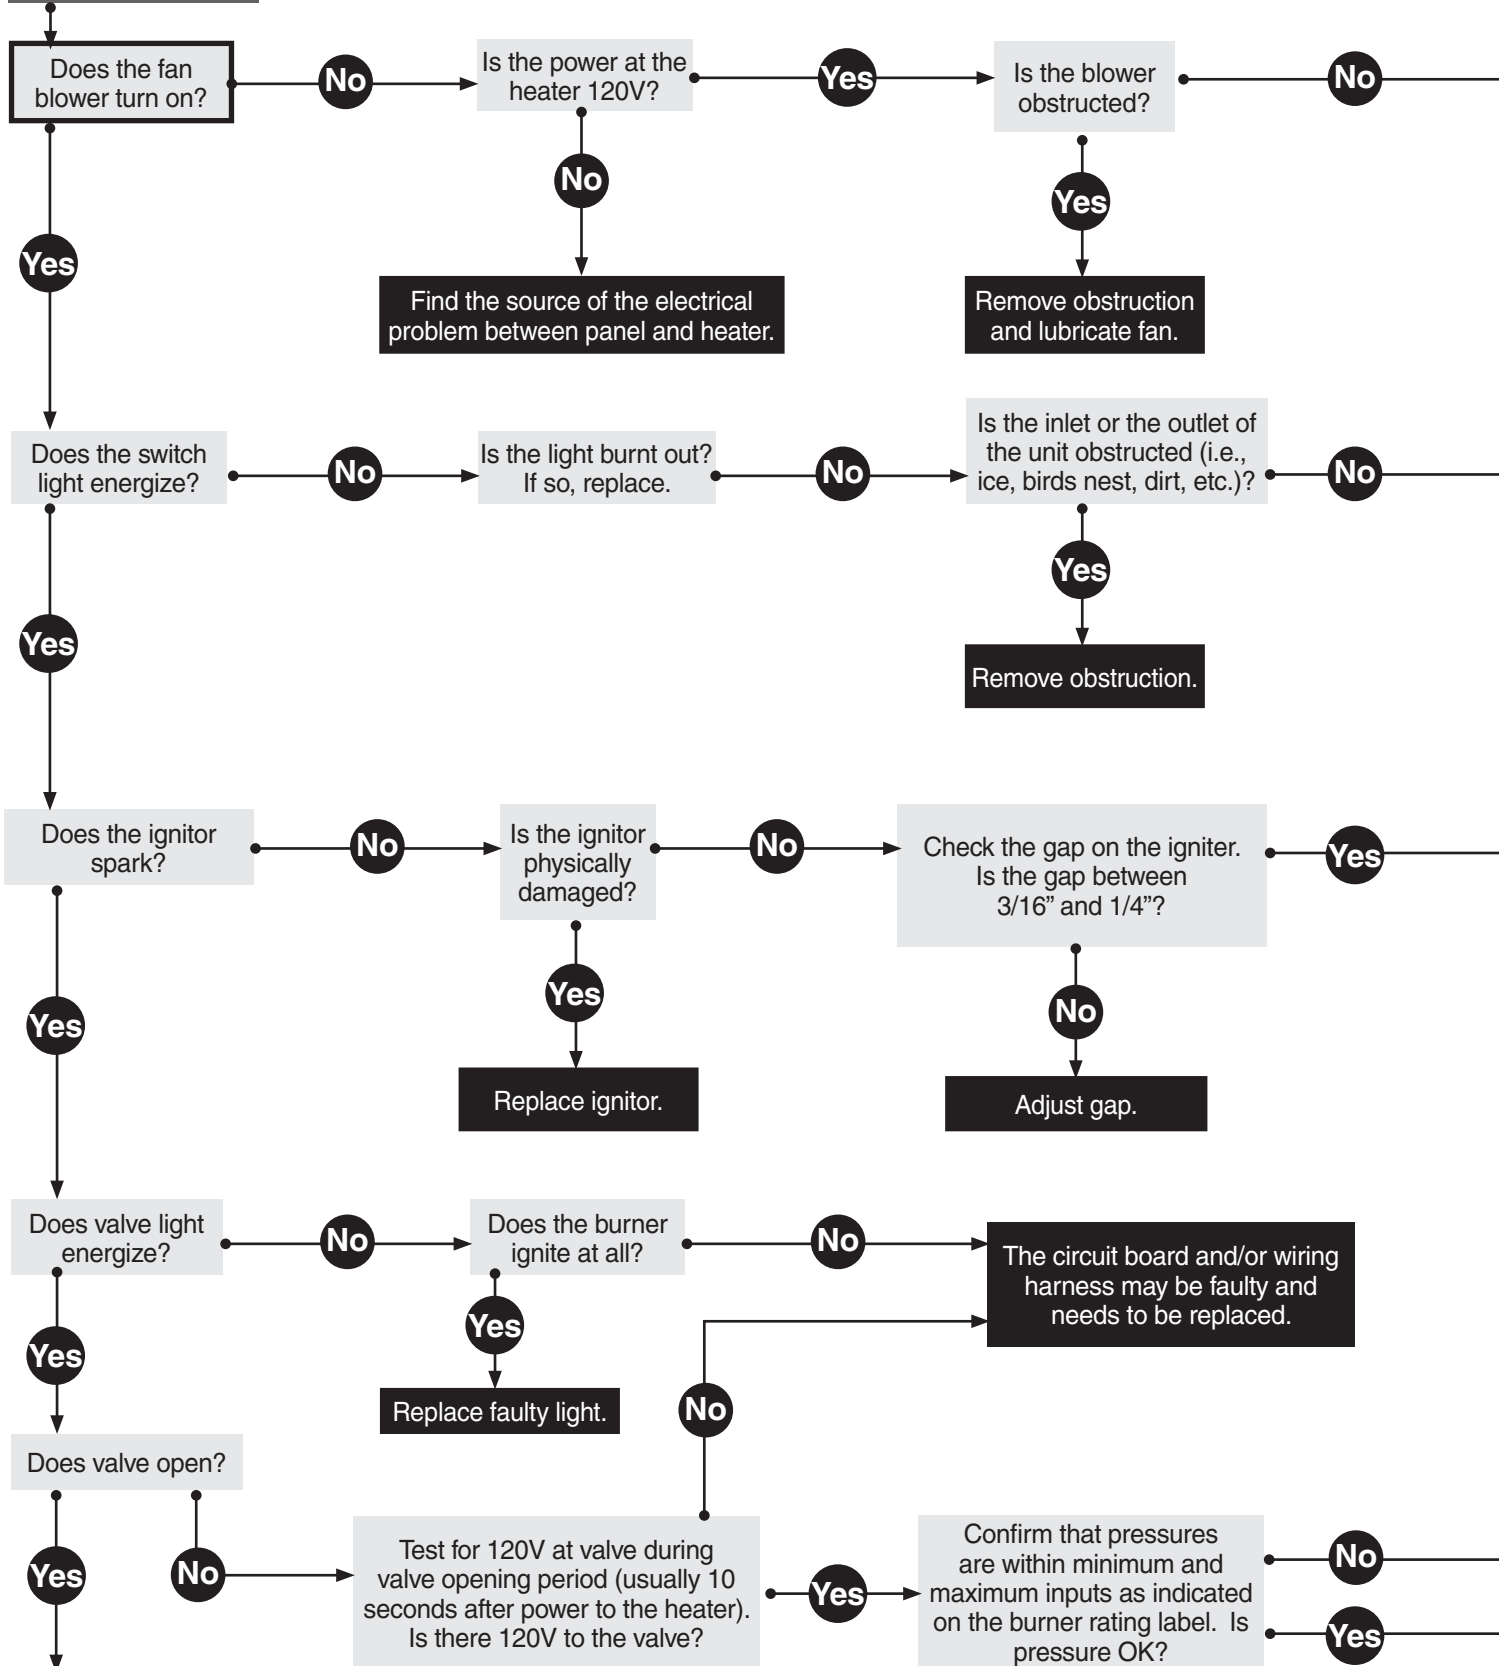 Does the fan
blower turn on?
No
Is the power at the
heater 120V?
Yes
Is the blower
obstructed?
No
No
Yes
Yes
Find the source of the electrical
problem between panel and heater.
Remove obstruction
and lubricate fan.
Does the switch
light energize?
No
Is the light burnt out?
If so, replace.
No
Is the inlet or the outlet of
the unit obstructed (i.e.,
ice, birds nest, dirt, etc.)?
No
Yes
Yes
Remove obstruction.
Does the ignitor
spark?
No
Is the ignitor
physically
damaged?
No
Check the gap on the igniter.
Is the gap between
3/16” and 1/4”?
Yes
Yes
No
Yes
Replace ignitor.
Adjust gap.
Does valve light
energize?
No
Does the burner
ignite at all?
No
The circuit board and/or wiring
harness may be faulty and
needs to be replaced.
Yes
Yes
Replace faulty light.
No
Does valve open?
Yes
No
Test for 120V at valve during
valve opening period (usually 10
seconds after power to the heater).
Is there 120V to the valve?
Yes
Confirm that pressures
are within minimum and
maximum inputs as indicated
on the burner rating label. Is
pressure OK?
No
Yes